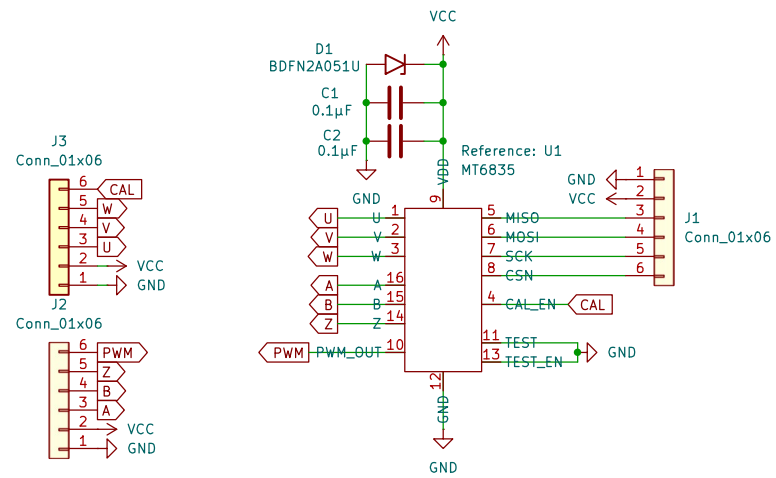 VCC
D1
BDFN2A051U
C1
0.1µF
C2
0.1µF
GND
Reference: U1
MT6835
VDD
9
U 1 U
V 2 V
W 3 W
A 16 A
B 15 B
Z 14 Z
PWM PWM_OUT 10
5 MISO
6 MOSI
7 SCK
8 CSN
4 CAL_EN CAL
11 TEST
13 TEST_EN
GND
12
GND
GND
J1
Conn_01x06
GND 1
VCC 2
3
4
5
6
J3
Conn_01x06
6 CAL
5 W
4 V
3 U
2 VCC
1 GND
J2
Conn_01x06
6 PWM
5 Z
4 B
3 A
2 VCC
1 GND